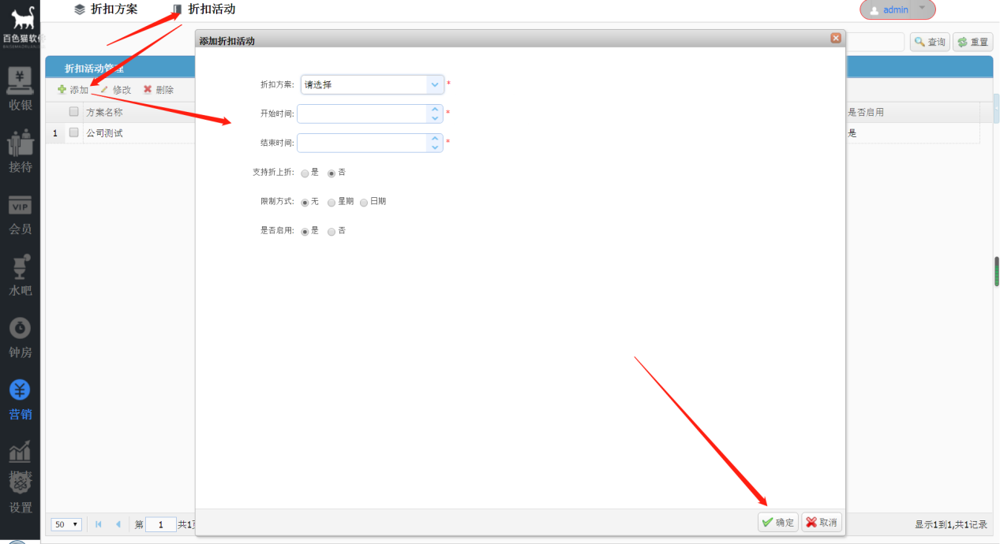 折扣方案
折扣活动
admin
百色猫软件
添加折扣活动
查询
重置
折扣活动管理
添加
修改
删除
方案名称
是否启用
1
公司测试
是
折扣方案: 请选择 *
开始时间: *
结束时间: *
支持折上折: 是 否
限制方式: 无 星期 日期
是否启用: 是 否
收银
接待
VIP
会员
水吧
钟房
营销
设置
50
第 1 共1
确定
取消
显示1到1,共1记录